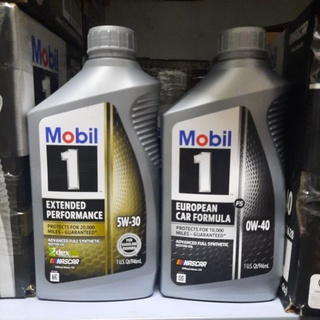 Mobil
1
EXTENDED
PERFORMANCE
PROTECTS FOR 20,000
MILES - GUARANTEED
5W-30
ADVANCED FULL SYNTHETIC
dexos
NASCAR
1 U.S. Qt/946mL
Mobil
1
EUROPEAN
CAR FORMULA
FS
PROTECTS FOR 10,000
MILES - GUARANTEED
0W-40
ADVANCED FULL SYNTHETIC
NASCAR
1 U.S. Qt/946mL